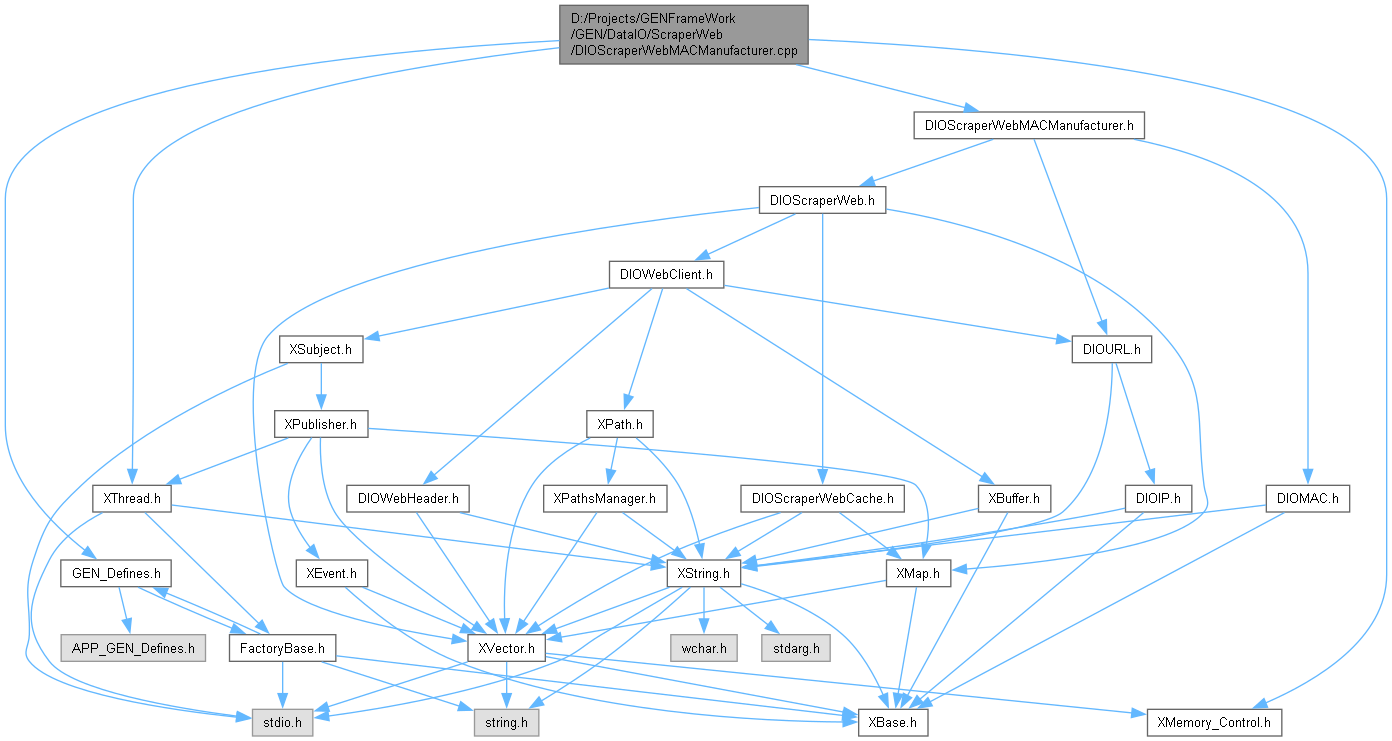 D:/Projects/GENFrameWork
/GEN/DataIO/ScraperWeb
/DIOScraperWebMACManufacturer.cpp
DIOScraperWebMACManufacturer.h
DIOScraperWeb.h
DIOWebClient.h
XSubject.h
DIOURL.h
XPublisher.h
XPath.h
XThread.h
DIOWebHeader.h
XPathsManager.h
DIOScraperWebCache.h
XBuffer.h
DIOIP.h
DIOMAC.h
GEN_Defines.h
XEvent.h
XString.h
XMap.h
APP_GEN_Defines.h
FactoryBase.h
XVector.h
wchar.h
stdarg.h
stdio.h
string.h
XBase.h
XMemory_Control.h